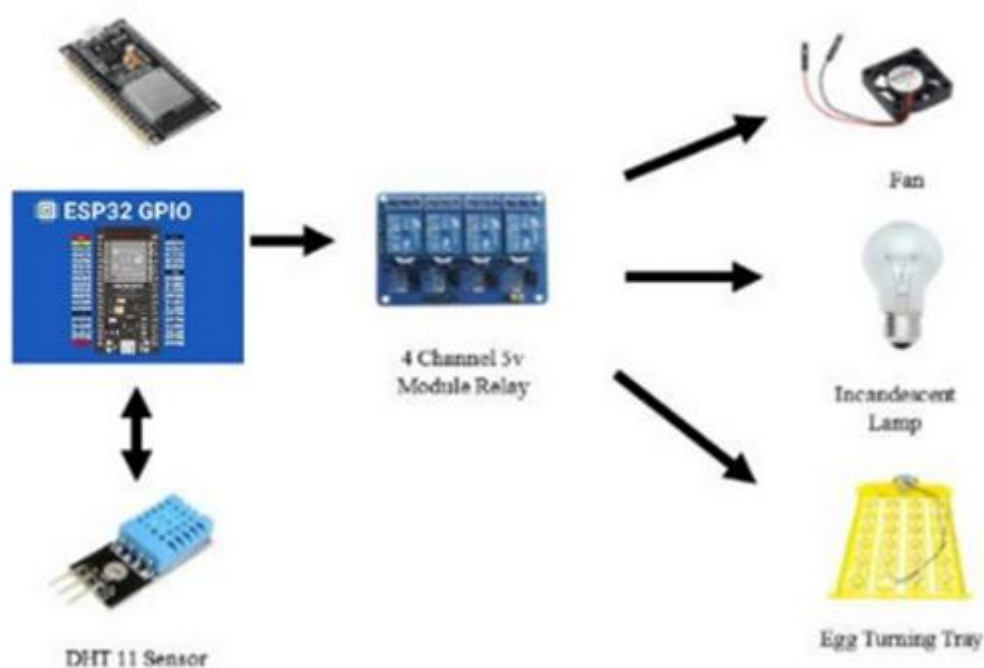 ESP32 GPIO
Fan
4 Channel 5v
Module Relay
Incandescent
Lamp
DHT 11 Sensor
Egg Turning Tray